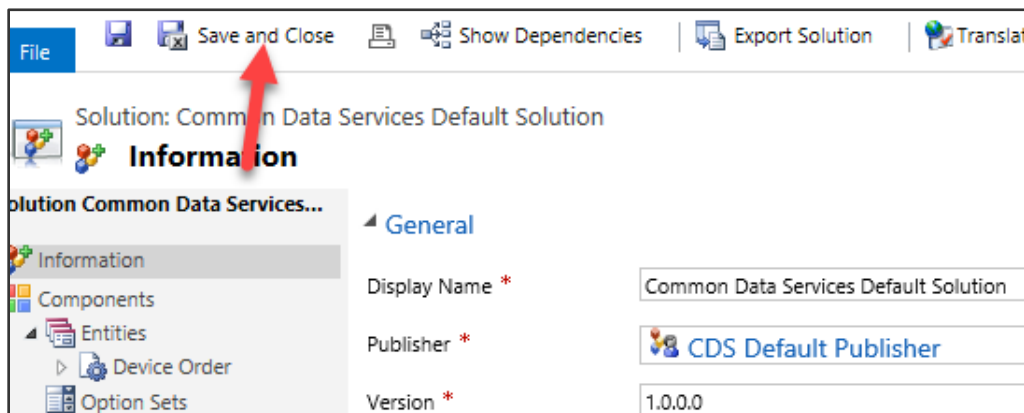 File
Save and Close
Show Dependencies
Export Solution
Translat
Solution: Common Data Services Default Solution
Information
olution Common Data Services...
Information
Components
Entities
Device Order
Option Sets
General
Display Name *
Common Data Services Default Solution
Publisher *
CDS Default Publisher
Version *
1.0.0.0